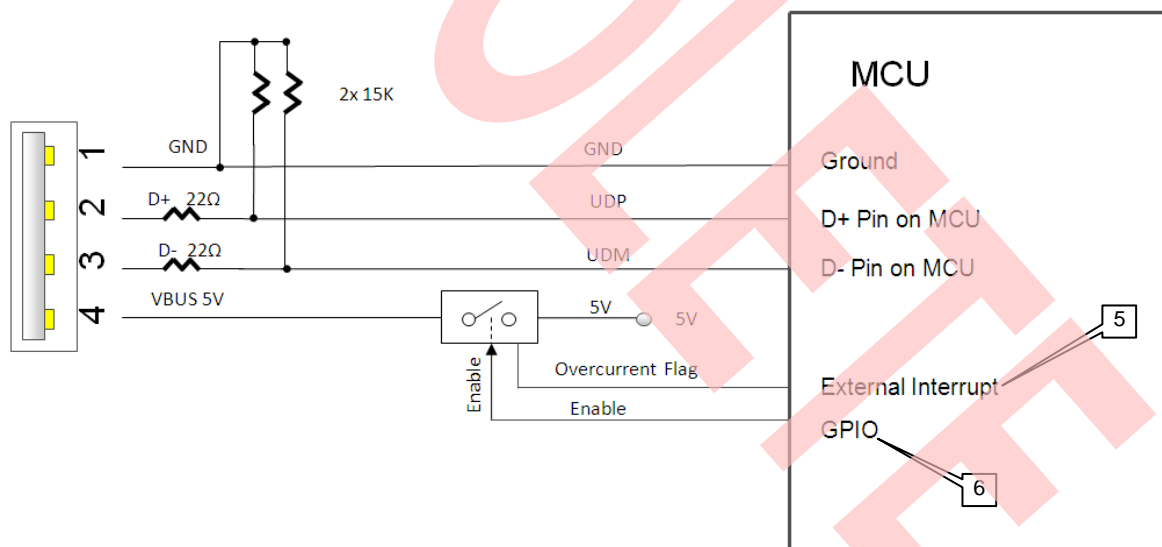 MCU
2x 15K
1
GND
GND
Ground
2
D+ 22Ω
UDP
D+ Pin on MCU
3
D- 22Ω
UDM
D- Pin on MCU
4
VBUS 5V
5V
5V
5
Overcurrent Flag
External Interrupt
Enable
Enable
GPIO
6